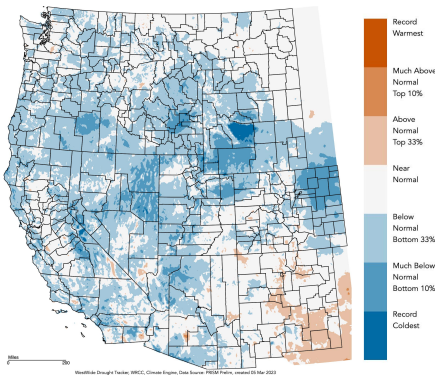 Record
Warmest
Much Above
Normal
Top 10%
Above
Normal
Top 33%
Near
Normal
Below
Normal
Bottom 33%
Much Below
Normal
Bottom 10%
Record
Coldest
Miles
250
WestWide Drought Tracker, WRCC, Climate Engine, Data Source: PRISM Prelim, created 05 Mar 2023